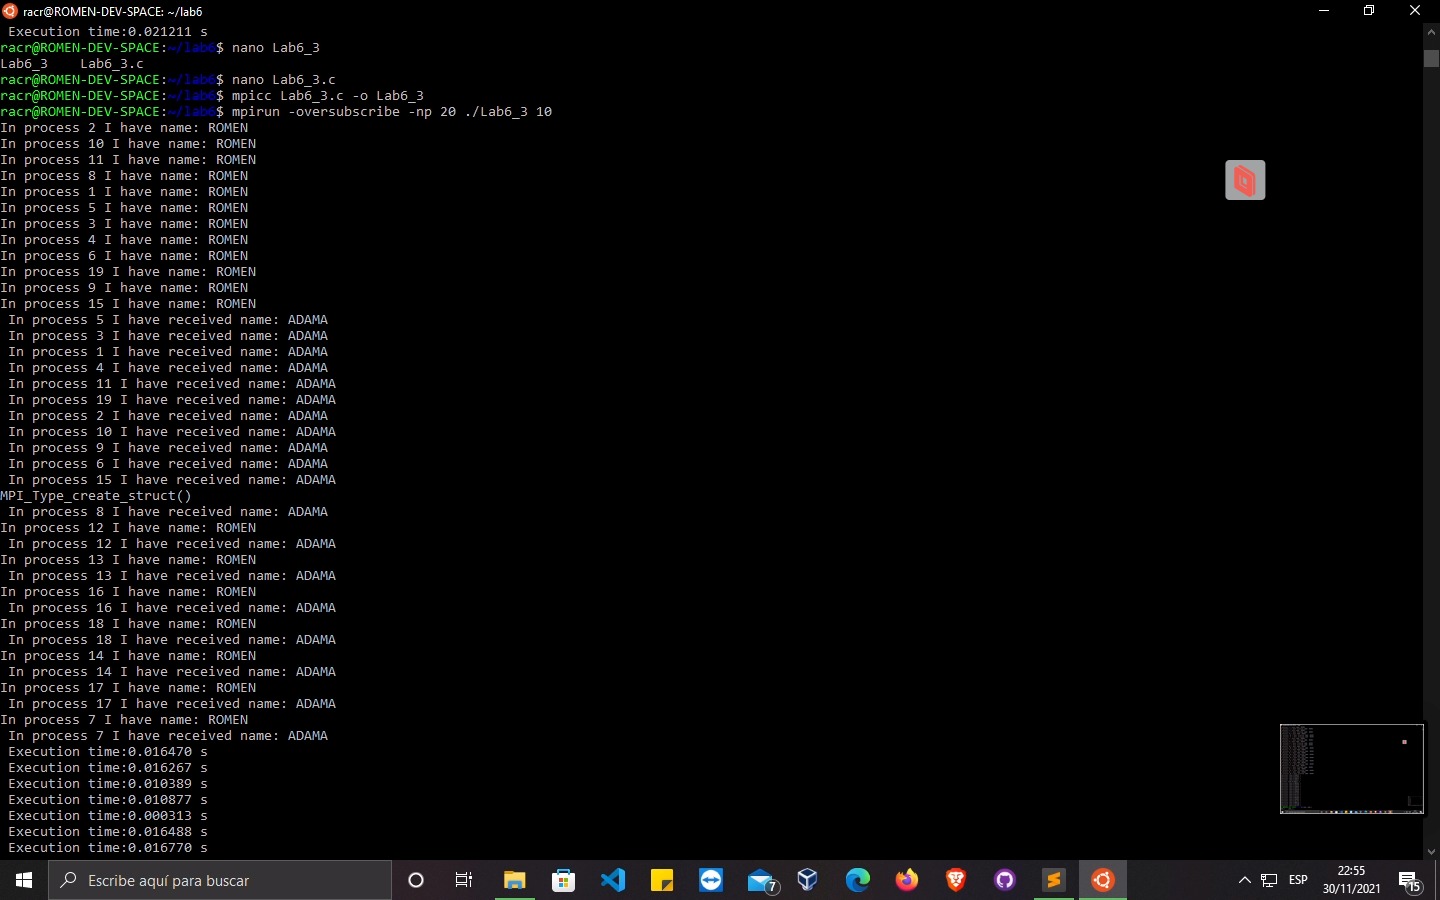 racr@ROMEN-DEV-SPACE: ~/lab6
Execution time:0.021211 s
racr@ROMEN-DEV-SPACE:~/lab6$ nano Lab6_3
Lab6_3    Lab6_3.c
racr@ROMEN-DEV-SPACE:~/lab6$ nano Lab6_3.c
racr@ROMEN-DEV-SPACE:~/lab6$ mpicc Lab6_3.c -o Lab6_3
racr@ROMEN-DEV-SPACE:~/lab6$ mpirun -oversubscribe -np 20 ./Lab6_3 10
In process 2 I have name: ROMEN
In process 10 I have name: ROMEN
In process 11 I have name: ROMEN
In process 8 I have name: ROMEN
In process 1 I have name: ROMEN
In process 5 I have name: ROMEN
In process 3 I have name: ROMEN
In process 4 I have name: ROMEN
In process 6 I have name: ROMEN
In process 19 I have name: ROMEN
In process 9 I have name: ROMEN
In process 15 I have name: ROMEN
In process 5 I have received name: ADAMA
In process 3 I have received name: ADAMA
In process 1 I have received name: ADAMA
In process 4 I have received name: ADAMA
In process 11 I have received name: ADAMA
In process 19 I have received name: ADAMA
In process 2 I have received name: ADAMA
In process 10 I have received name: ADAMA
In process 9 I have received name: ADAMA
In process 6 I have received name: ADAMA
In process 15 I have received name: ADAMA
MPI_Type_create_struct()
In process 8 I have received name: ADAMA
In process 12 I have name: ROMEN
In process 12 I have received name: ADAMA
In process 13 I have name: ROMEN
In process 13 I have received name: ADAMA
In process 16 I have name: ROMEN
In process 16 I have received name: ADAMA
In process 18 I have name: ROMEN
In process 18 I have received name: ADAMA
In process 14 I have name: ROMEN
In process 14 I have received name: ADAMA
In process 17 I have name: ROMEN
In process 17 I have received name: ADAMA
In process 7 I have name: ROMEN
In process 7 I have received name: ADAMA
Execution time:0.016470 s
Execution time:0.016267 s
Execution time:0.010389 s
Execution time:0.010877 s
Execution time:0.000313 s
Execution time:0.016488 s
Execution time:0.016770 s
Escribe aquí para buscar
7
ESP
22:55
30/11/2021
15